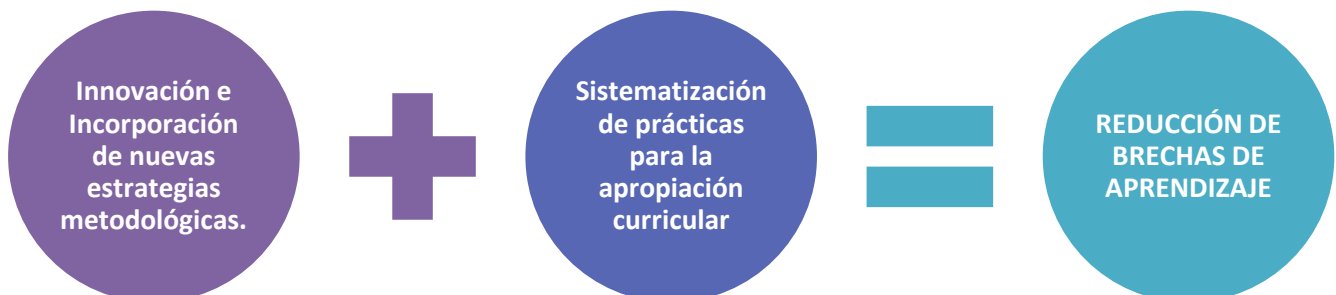 Innovación e
Incorporación
de nuevas
estrategias
metodológicas.
Sistematización
de prácticas
para la
apropiación
curricular
REDUCCIÓN DE
BRECHAS DE
APRENDIZAJE